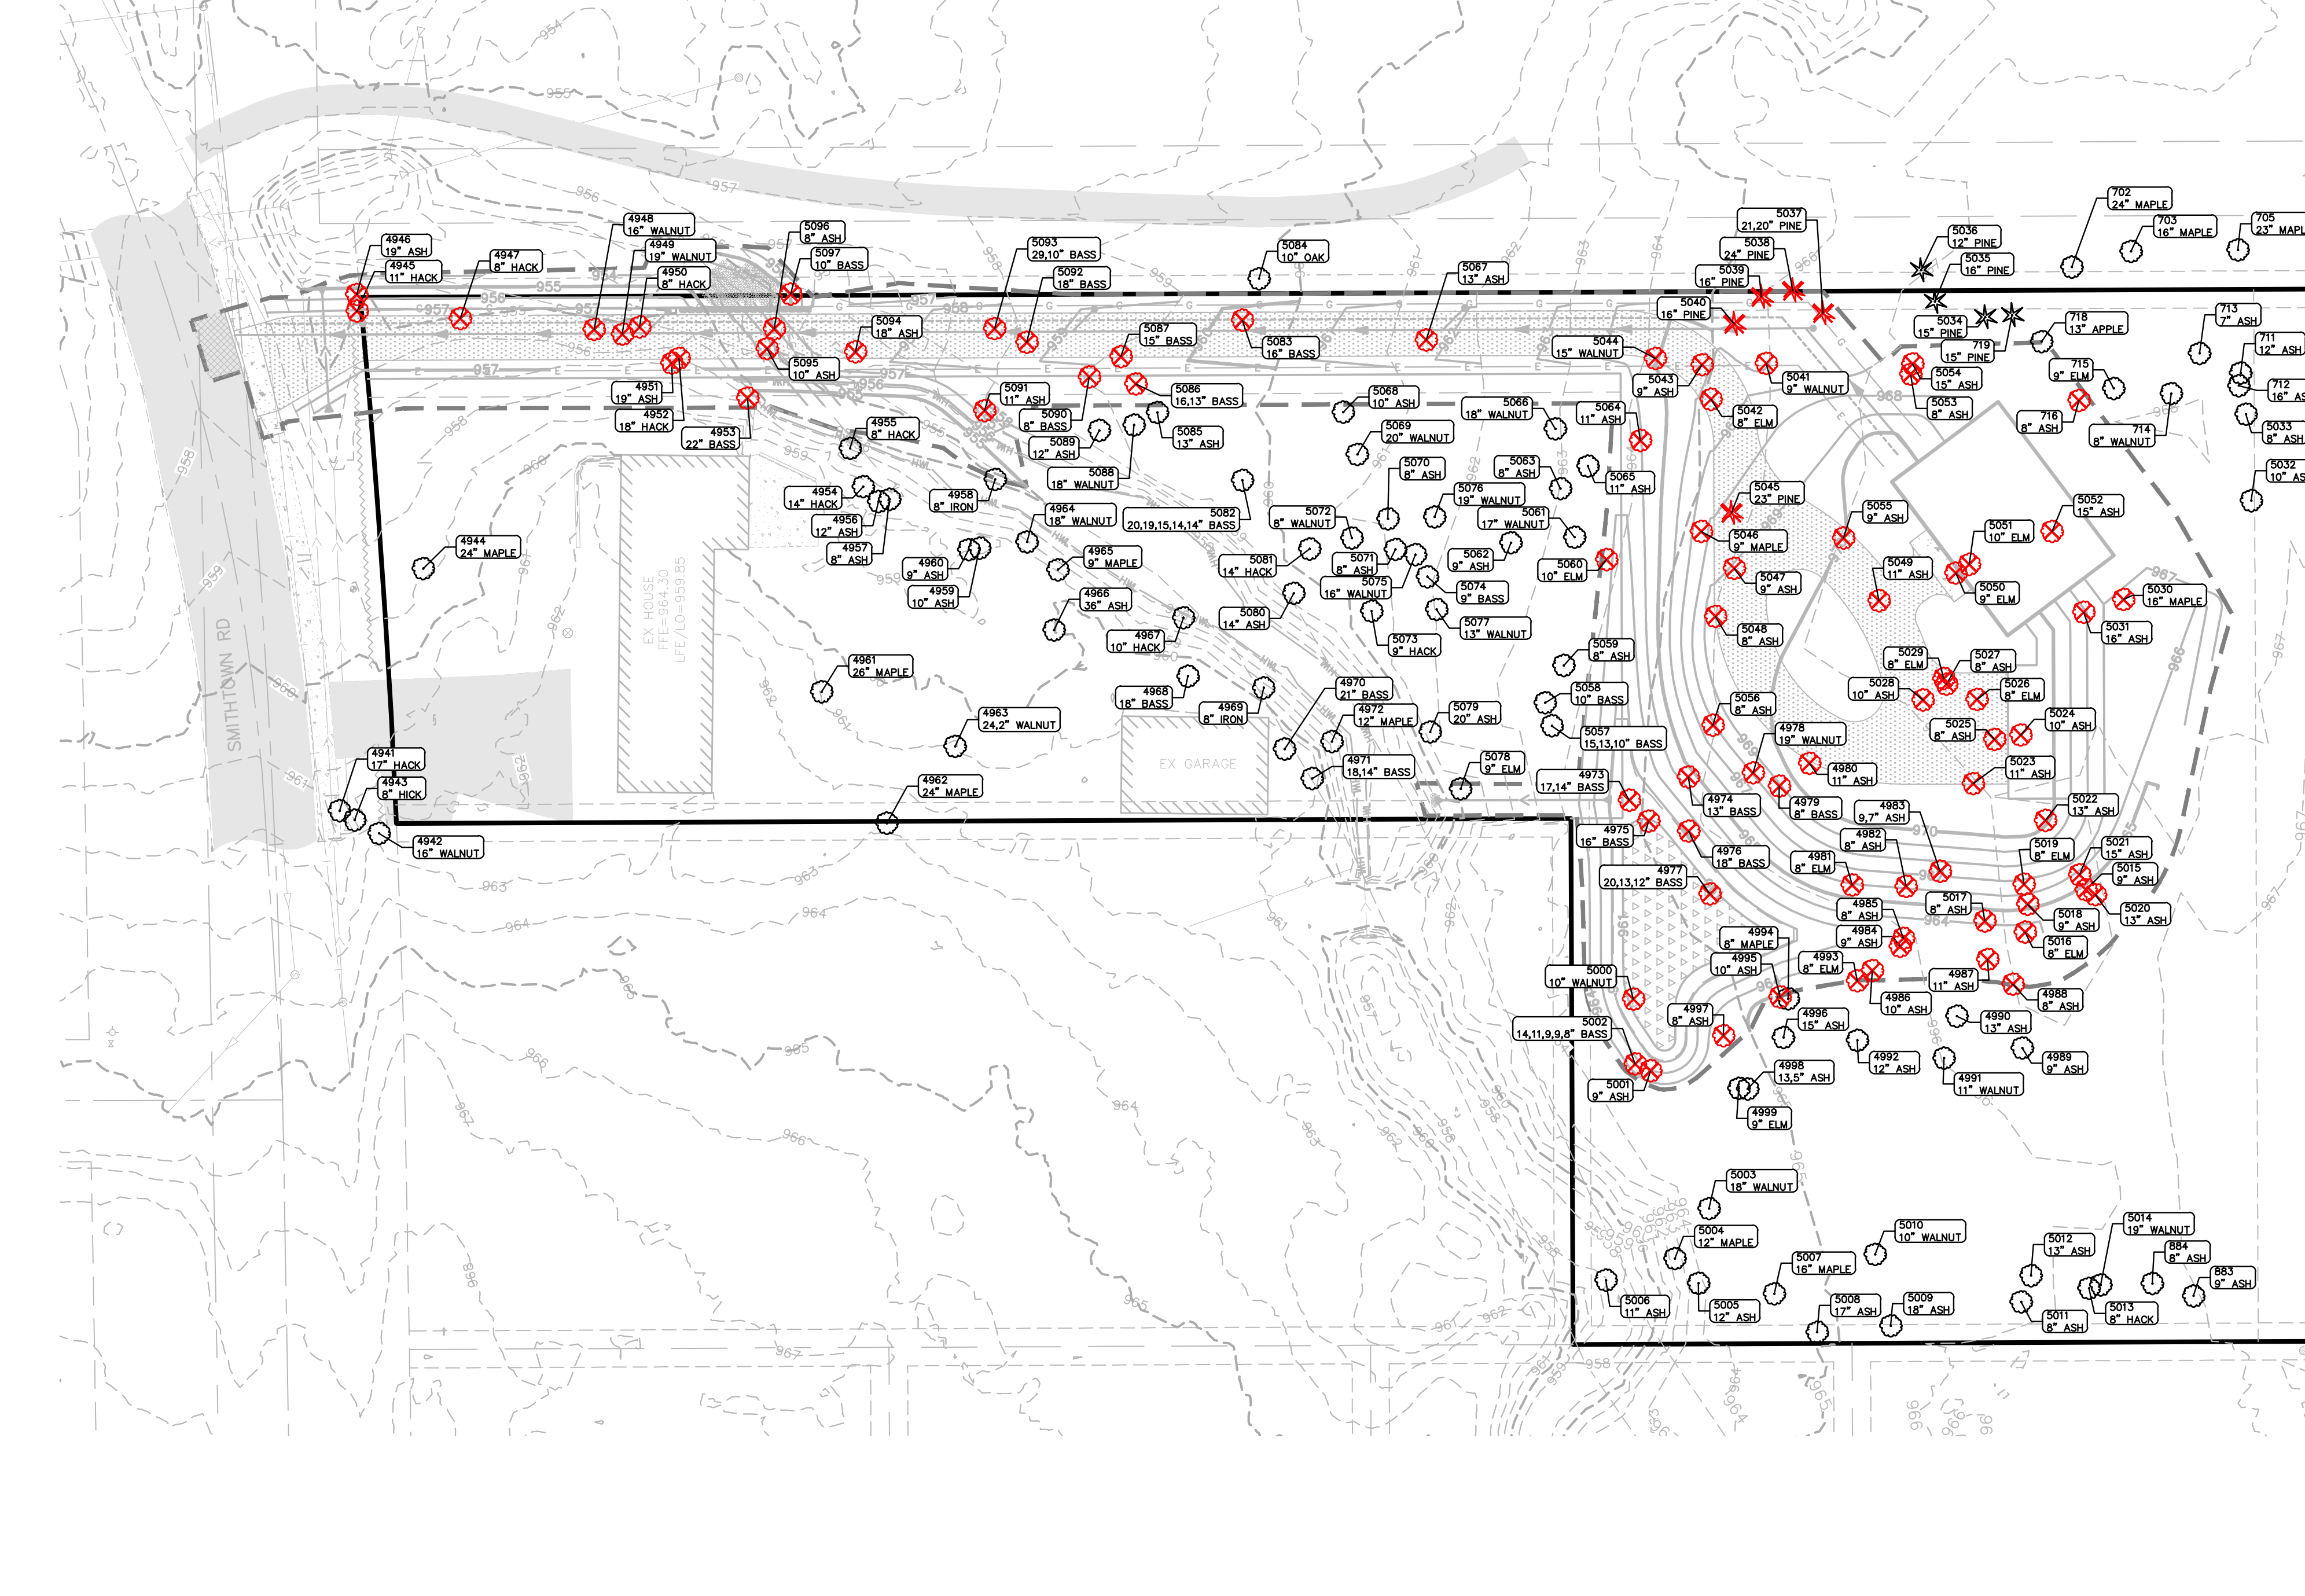 702
24" MAPLE
703
16" MAPLE
705
23" MAPL
5037
21,20" PINE
5038
24" PINE
5039
16" PINE
5040
16" PINE
5036
12" PINE
5035
16" PINE
5034
15" PINE
719
15" PINE
718
13" APPLE
713
7" ASH
711
12" ASH
712
16" AS
715
9" ELM
716
8" ASH
714
8" WALNUT
5033
8" ASH
5032
10" AS
4948
16" WALNUT
4949
19" WALNUT
4950
8" HACK
4946
19" ASH
4945
11" HACK
4947
8" HACK
5096
8" ASH
5097
10" BASS
5093
29,10" BASS
5092
18" BASS
5084
10" OAK
5067
13" ASH
5094
18" ASH
5095
10" ASH
5087
15" BASS
5083
16" BASS
5086
16,13" BASS
5044
15" WALNUT
5043
9" ASH
5041
9" WALNUT
5042
8" ELM
5054
15" ASH
5053
8" ASH
4951
19" ASH
4952
18" HACK
4953
22" BASS
5091
11" ASH
5090
8" BASS
5089
12" ASH
5085
13" ASH
5088
18" WALNUT
5068
10" ASH
5069
20" WALNUT
5066
18" WALNUT
5064
11" ASH
5063
8" ASH
5065
11" ASH
5070
8" ASH
5076
19" WALNUT
5072
8" WALNUT
5061
17" WALNUT
5062
9" ASH
5060
10" ELM
5071
8" ASH
5075
16" WALNUT
5074
9" BASS
5077
13" WALNUT
5073
9" HACK
5082
20,19,15,14,14" BASS
5081
14" HACK
5080
14" ASH
4955
8" HACK
4954
14" HACK
4956
12" ASH
4957
8" ASH
4958
8" IRON
4964
18" WALNUT
4965
9" MAPLE
4960
9" ASH
4959
10" ASH
4966
36" ASH
4967
10" HACK
4968
18" BASS
4969
8" IRON
4944
24" MAPLE
4961
26" MAPLE
4963
24,2" WALNUT
4962
24" MAPLE
4941
17" HACK
4943
8" HICK
4942
16" WALNUT
4970
21" BASS
4972
12" MAPLE
4971
18,14" BASS
5079
20" ASH
5078
9" ELM
5059
8" ASH
5058
10" BASS
5057
15,13,10" BASS
5045
23" PINE
5046
9" MAPLE
5047
9" ASH
5048
8" ASH
5055
9" ASH
5049
11" ASH
5051
10" ELM
5050
9" ELM
5052
15" ASH
5030
16" MAPLE
5031
16" ASH
5029
8" ELM
5027
8" ASH
5028
10" ASH
5026
8" ELM
5025
8" ASH
5024
10" ASH
5023
11" ASH
5022
13" ASH
5056
8" ASH
4978
19" WALNUT
4980
11" ASH
4979
8" BASS
4973
17,14" BASS
4974
13" BASS
4975
16" BASS
4976
18" BASS
4977
20,13,12" BASS
4983
9,7" ASH
4982
8" ASH
4981
8" ELM
5019
8" ELM
5021
15" ASH
5015
9" ASH
5020
13" ASH
5018
9" ASH
5017
8" ASH
5016
8" ELM
4985
8" ASH
4984
9" ASH
4994
8" MAPLE
4995
10" ASH
4993
8" ELM
4986
10" ASH
4987
11" ASH
4988
8" ASH
4990
13" ASH
4989
9" ASH
4991
11" WALNUT
4992
12" ASH
4996
15" ASH
4997
8" ASH
4998
13,5" ASH
4999
9" ELM
5000
10" WALNUT
5002
14,11,9,9,8" BASS
5001
9" ASH
5003
18" WALNUT
5004
12" MAPLE
5005
12" ASH
5006
11" ASH
5007
16" MAPLE
5008
17" ASH
5009
18" ASH
5010
10" WALNUT
5011
8" ASH
5012
13" ASH
5013
8" HACK
5014
19" WALNUT
884
8" ASH
883
9" ASH
SMITHTOWN RD
EX HOUSE
FFE=964.30
LFE/LO=959.85
EX GARAGE